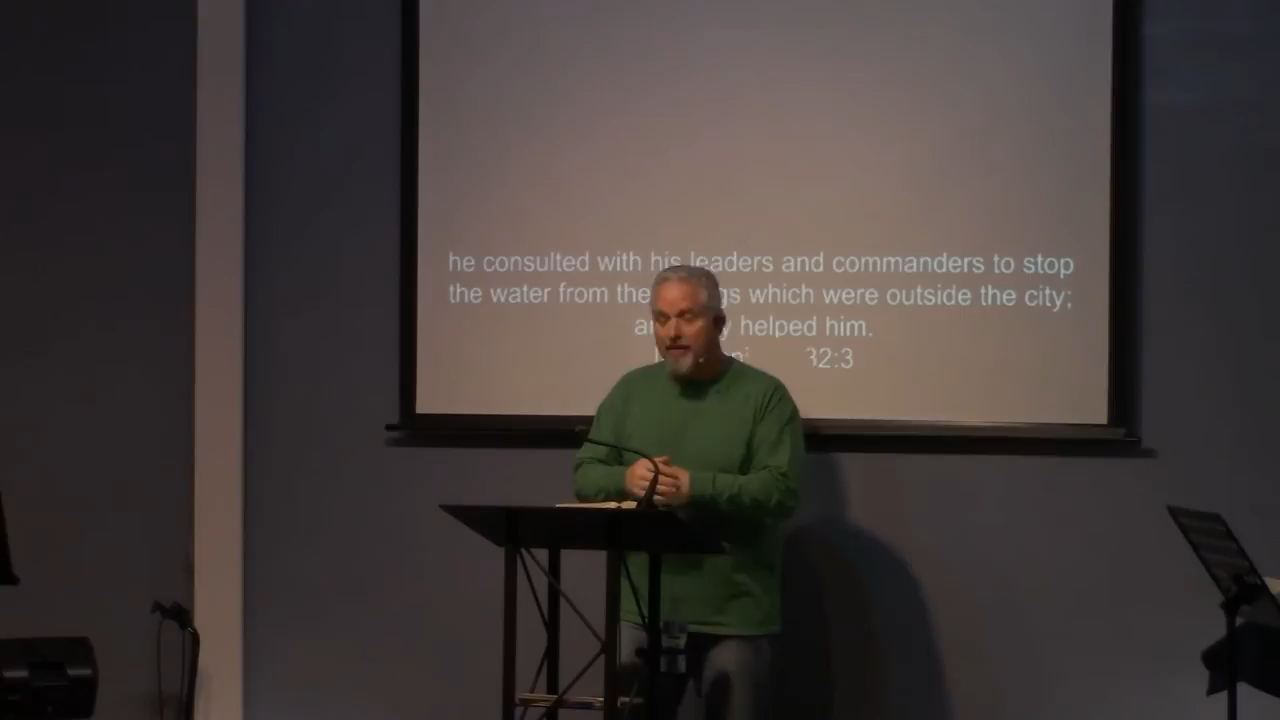 he consulted with his leaders and commanders to stop
the water from the which were outside the city;
helped him.
32:3